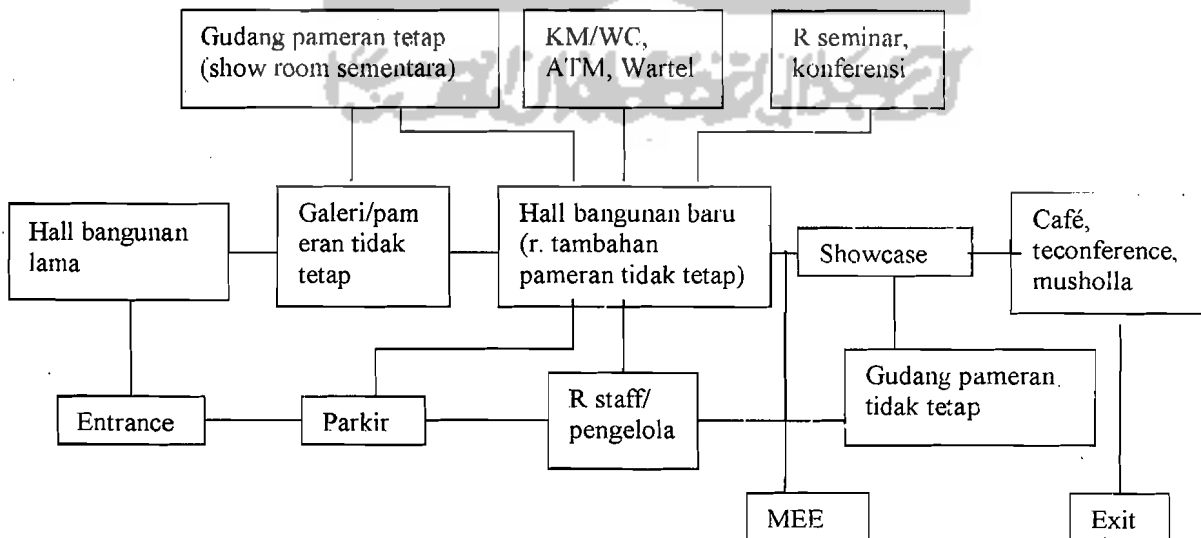 Gudang pameran tetap
(show room sementara)
KM/WC,
ATM, Wartel
R seminar,
konferensi
Hall bangunan
lama
Galeri/pam
eran tidak
tetap
Hall bangunan baru
(r. tambahan
pameran tidak tetap)
Showcase
Café,
teconference,
musholla
Entrance
Parkir
R staff/
pengelola
Gudang pameran
tidak tetap
MEE
Exit